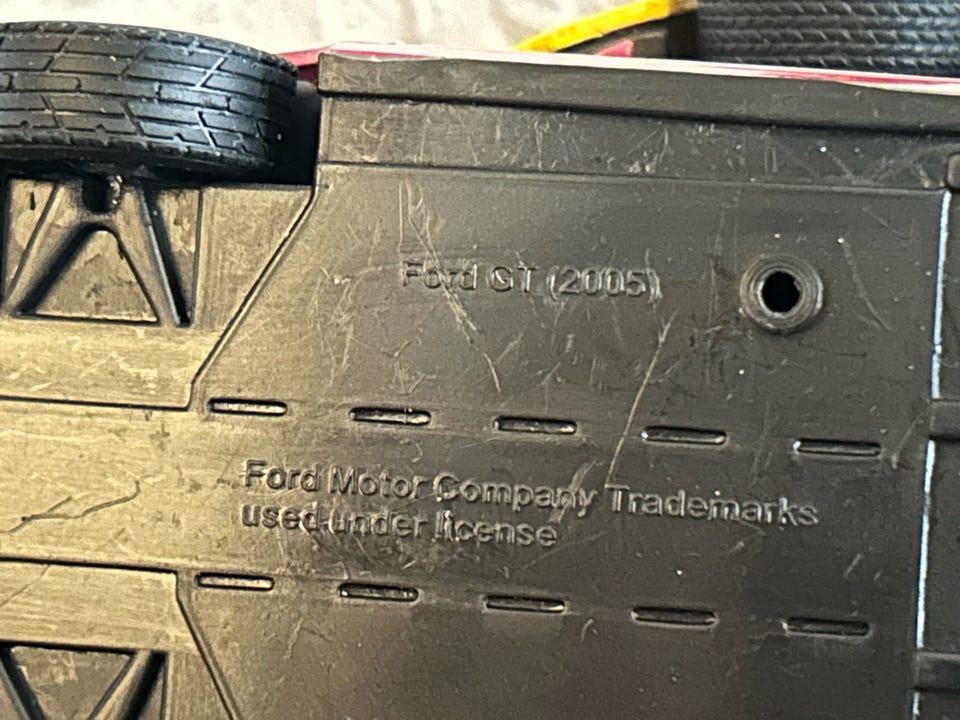 Ford GT (2005)
Ford Motor Company Trademarks
used under license